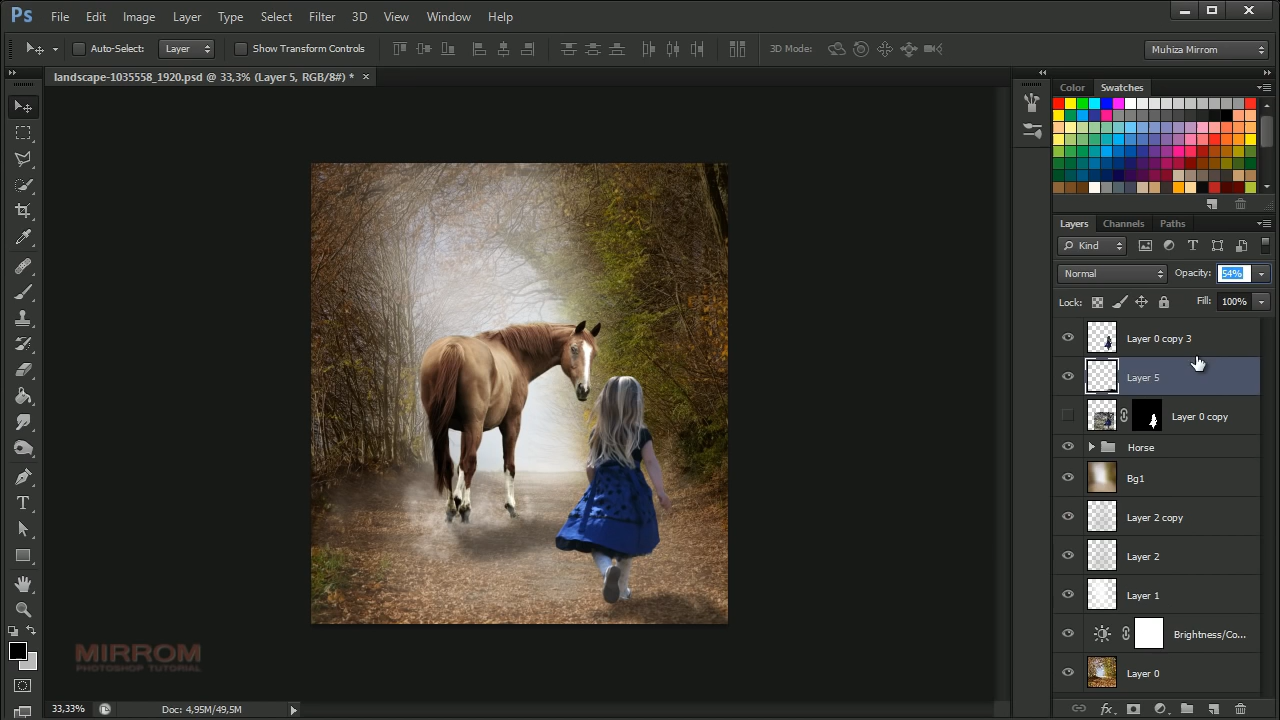 Ps File Edit Image Layer Type Select Filter 3D View Window Help
Auto-Select: Layer Show Transform Controls 3D Mode: Muhiza Mirrom
landscape-1035558_1920.psd @ 33,3% (Layer 5, RGB/8#) * ×
Color Swatches
Layers Channels Paths
Kind
Normal Opacity: 54%
Lock: Fill: 100%
Layer 0 copy 3
Layer 5
Layer 0 copy
Horse
Bg1
Layer 2 copy
Layer 2
Layer 1
Brightness/Co...
Layer 0
MIRROM
PHOTOSHOP TUTORIAL
33,33% Doc: 4,95M/49,5M
fx